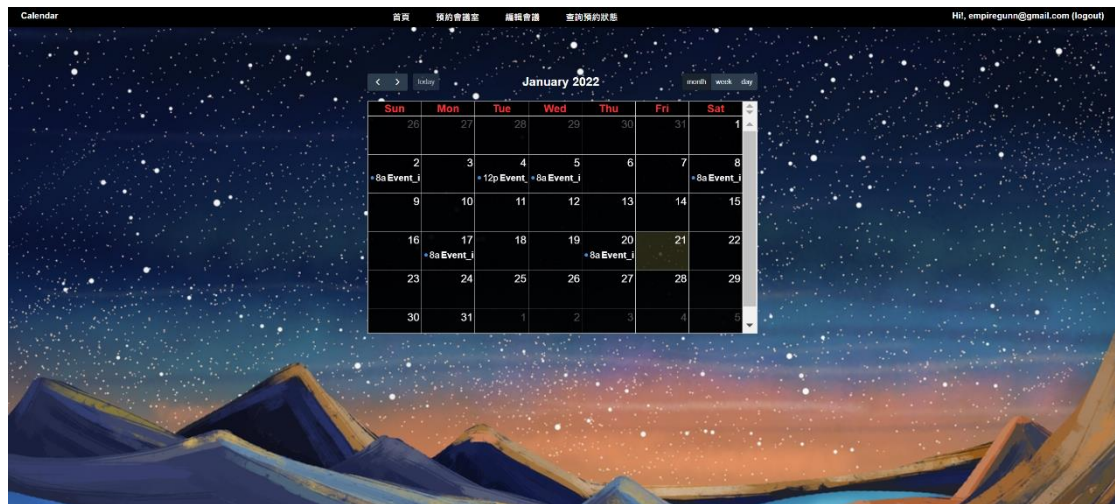 Calendar 首頁 預約會議室 編輯會議 查詢預約狀態 Hi!, empiregunn@gmail.com (logout)
today January 2022 month week day
Sun Mon Tue Wed Thu Fri Sat
26 27 28 29 30 31 1
2 3 4 5 6 7 8
8a Event_i 12p Event_ 8a Event_i 8a Event_i
9 10 11 12 13 14 15
16 17 18 19 20 21 22
8a Event_i 8a Event_i
23 24 25 26 27 28 29
30 31 1 2 3 4 5